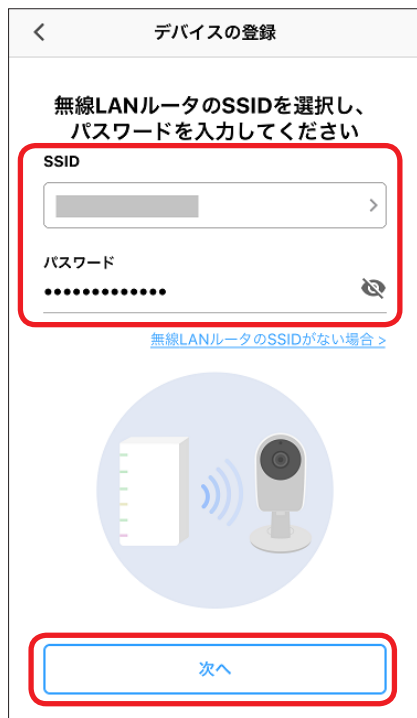 デバイスの登録
無線LANルータのSSIDを選択し、
パスワードを入力してください
SSID
パスワード
•••••••••••••
無線LANルータのSSIDがない場合 >
次へ